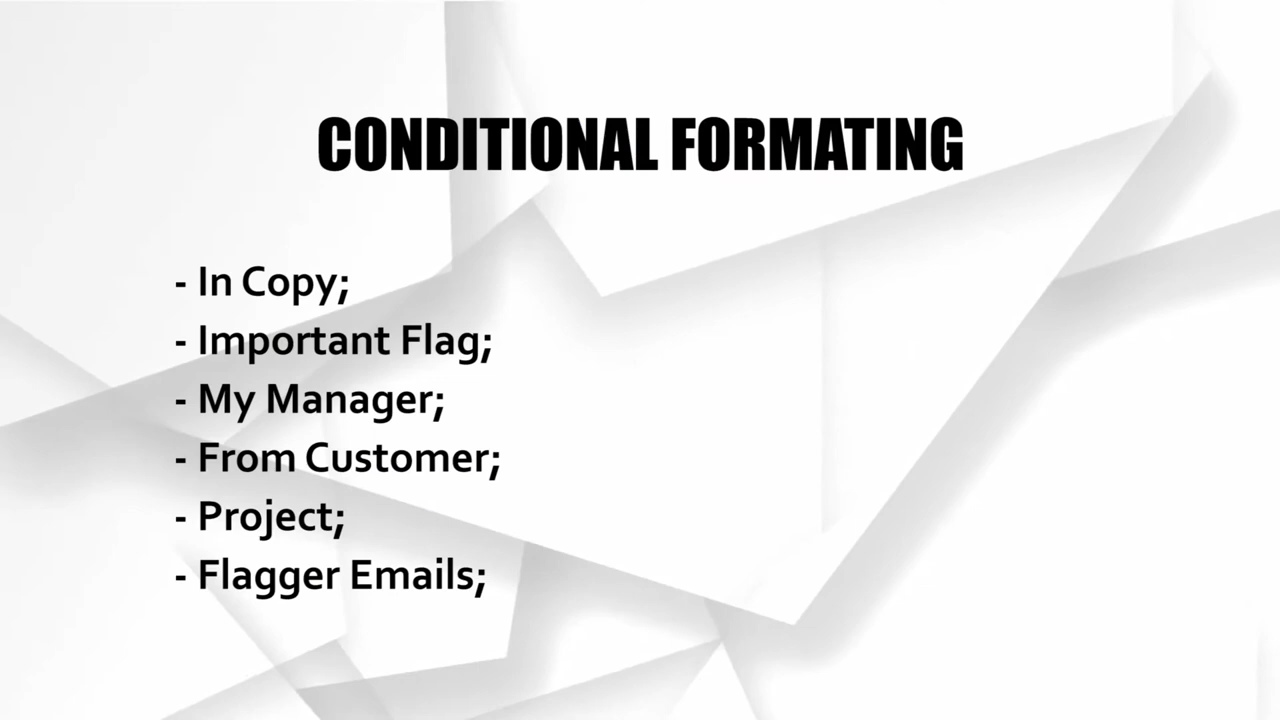 CONDITIONAL FORMATING
- In Copy;
- Important Flag;
- My Manager;
- From Customer;
- Project;
- Flagger Emails;